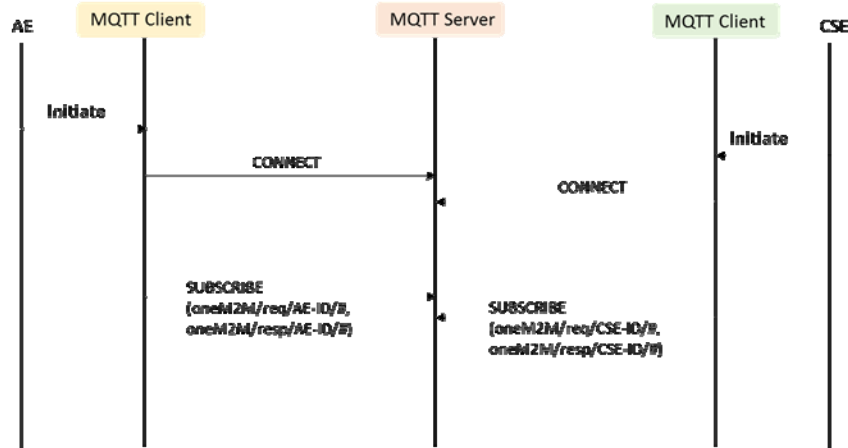 AE
MQTT Client
MQTT Server
MQTT Client
CSE
Initiate
Initiate
CONNECT
CONNECT
SUBSCRIBE
(oneM2M/req/AE-ID/#,
oneM2M/resp/AE-ID/#)
SUBSCRIBE
(oneM2M/req/CSE-ID/#,
oneM2M/resp/CSE-ID/#)